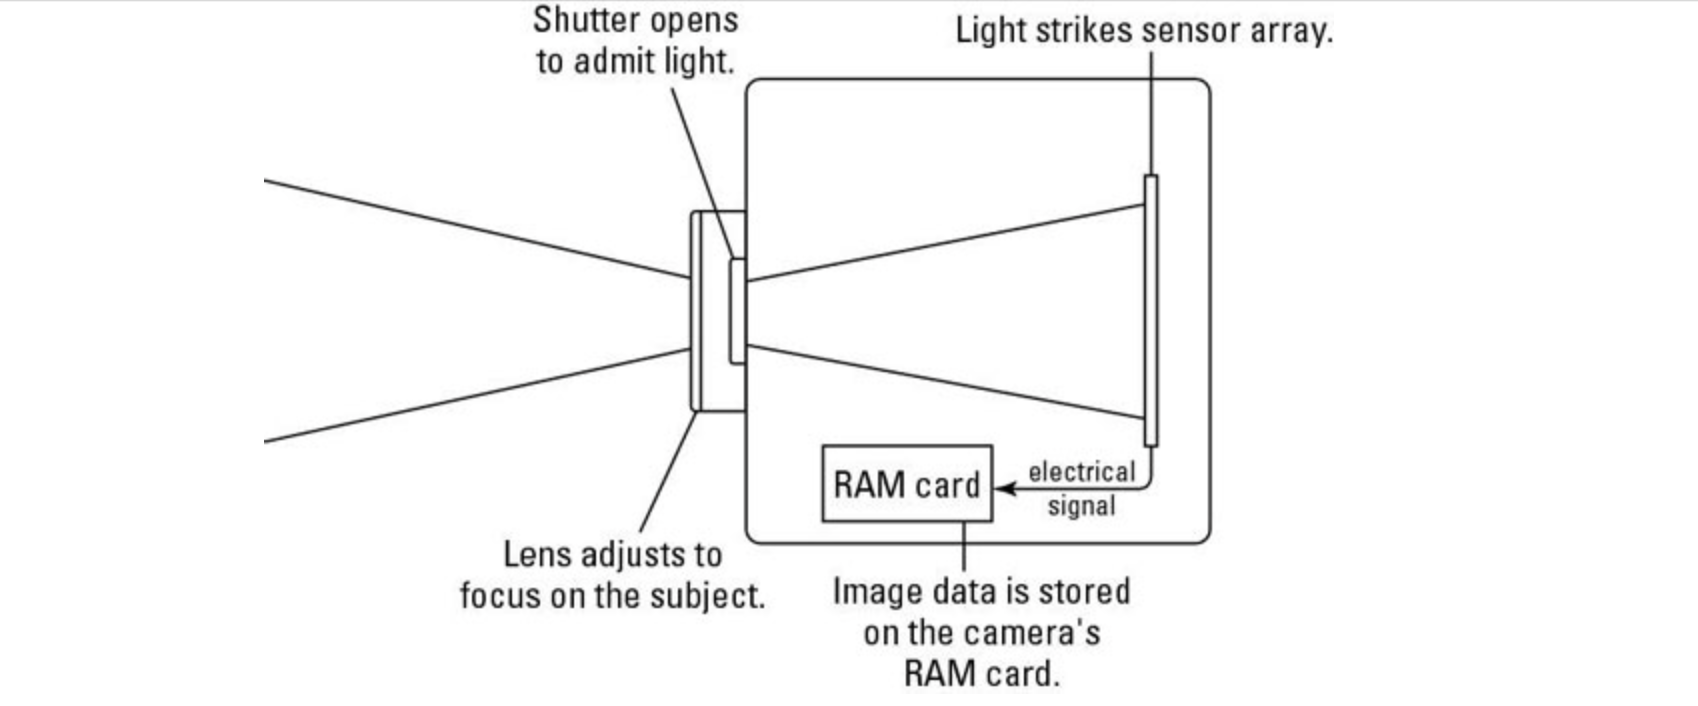 Shutter opens
to admit light.
Light strikes sensor array.
RAM card
electrical
signal
Lens adjusts to
focus on the subject.
Image data is stored
on the camera's
RAM card.